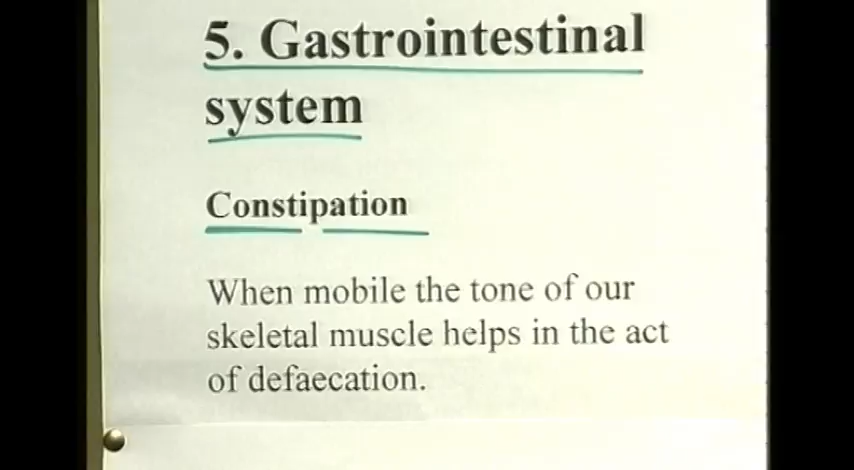 5. Gastrointestinal
system
Constipation
When mobile the tone of our
skeletal muscle helps in the act
of defaecation.